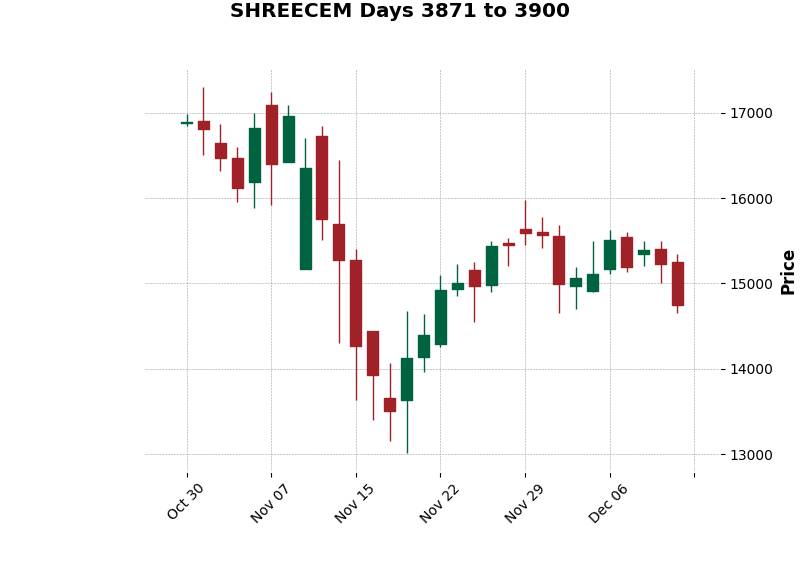 SHREECEM Days 3871 to 3900
17000
16000
15000
14000
13000
Price
Oct 30
Nov 07
Nov 15
Nov 22
Nov 29
Dec 06